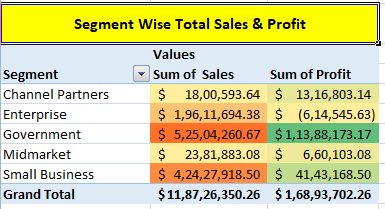 Segment Wise Total Sales & Profit
Values
Segment Sum of Sales Sum of Profit
Channel Partners $ 18,00,593.64 $ 13,16,803.14
Enterprise $ 1,96,11,694.38 $ (6,14,545.63)
Government $ 5,25,04,260.67 $ 1,13,88,173.17
Midmarket $ 23,81,883.08 $ 6,60,103.08
Small Business $ 4,24,27,918.50 $ 41,43,168.50
Grand Total $ 11,87,26,350.26 $ 1,68,93,702.26